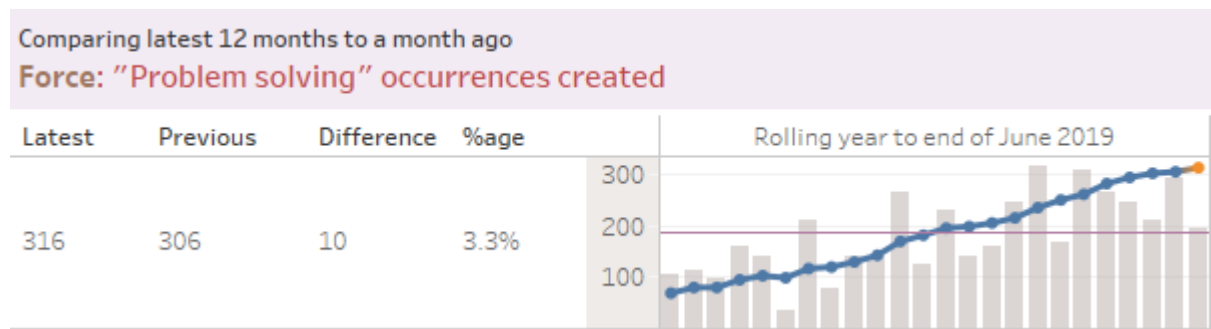 Comparing latest 12 months to a month ago
Force: "Problem solving" occurrences created
Latest Previous Difference %age Rolling year to end of June 2019
300
200
100
316 306 10 3.3%